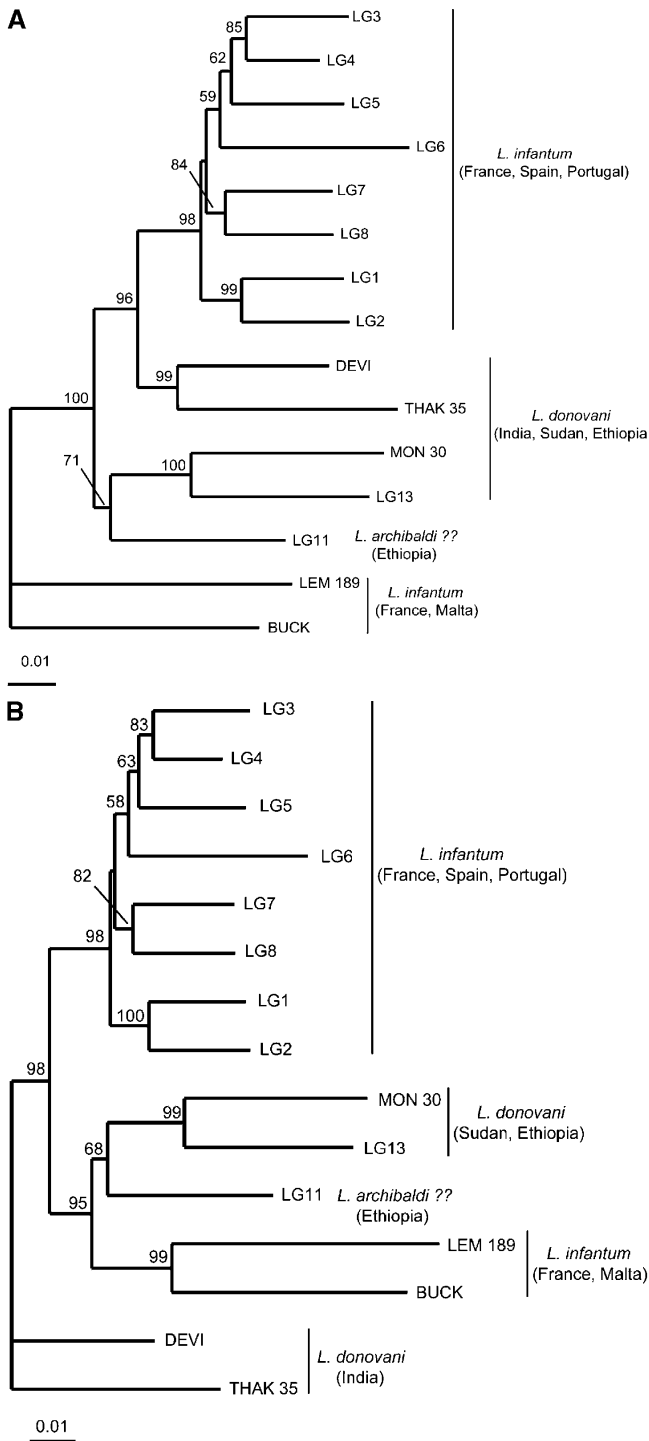 A
85
LG3
LG4
62
LG5
59
LG6
L. infantum
(France, Spain, Portugal)
84
LG7
LG8
98
LG1
99
LG2
96
DEVI
99
THAK 35
L. donovani
(India, Sudan, Ethiopia
100
MON 30
71
100
LG13
LG11
L. archibaldi ??
(Ethiopia)
LEM 189
L. infantum
(France, Malta)
BUCK
0.01
B
LG3
83
LG4
63
LG5
58
LG6
L. infantum
(France, Spain, Portugal)
82
LG7
LG8
98
LG1
100
LG2
98
MON 30
99
L. donovani
(Sudan, Ethiopia)
LG13
68
LG11
L. archibaldi ??
(Ethiopia)
95
LEM 189
99
L. infantum
(France, Malta)
BUCK
DEVI
L. donovani
(India)
THAK 35
0.01